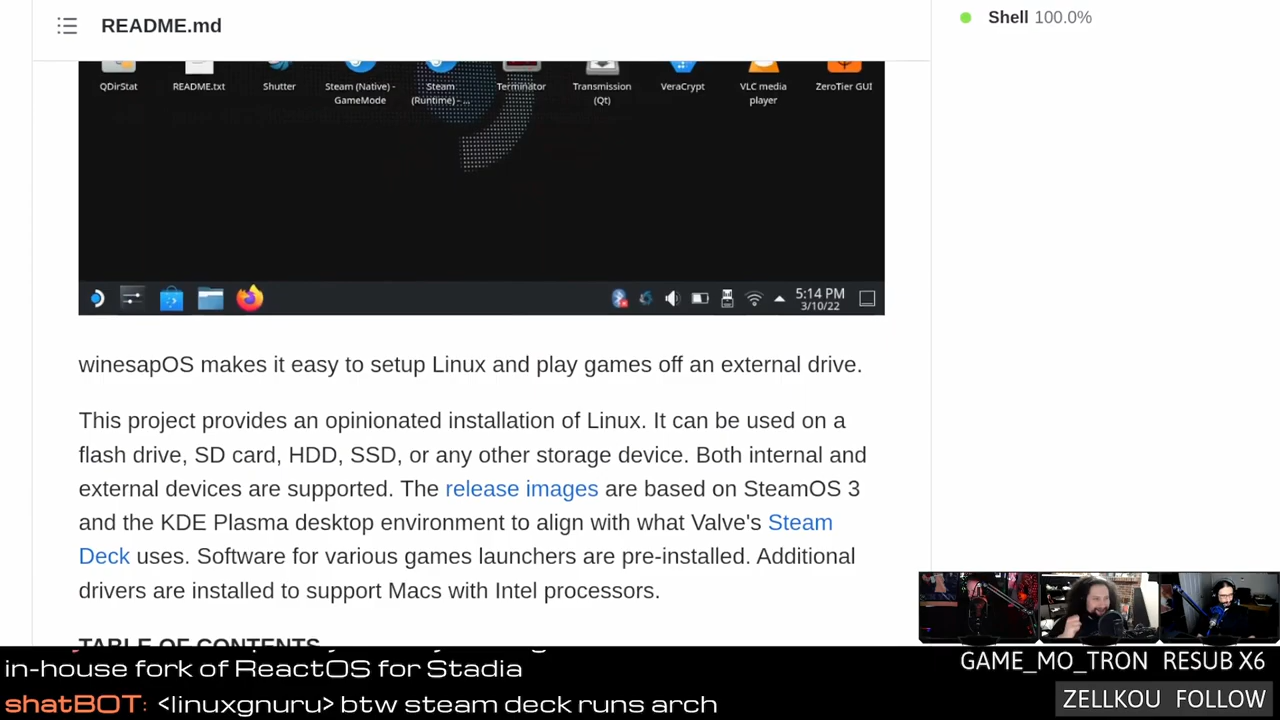 README.md
Shell 100.0%
QDirStat
README.txt
Shutter
Steam (Native) -
GameMode
Steam
(Runtime) - ...
Terminator
Transmission
(Qt)
VeraCrypt
VLC media
player
ZeroTier GUI
5:14 PM
3/10/22
winesapOS makes it easy to setup Linux and play games off an external drive.
This project provides an opinionated installation of Linux. It can be used on a
flash drive, SD card, HDD, SSD, or any other storage device. Both internal and
external devices are supported. The release images are based on SteamOS 3
and the KDE Plasma desktop environment to align with what Valve's Steam
Deck uses. Software for various games launchers are pre-installed. Additional
drivers are installed to support Macs with Intel processors.
TABLE OF CONTENTS
in-house fork of ReactOS for Stadia
shatBOT: <linuxgnuru> btw steam deck runs arch
GAME_MO_TRON RESUB X6
ZELLKOU FOLLOW